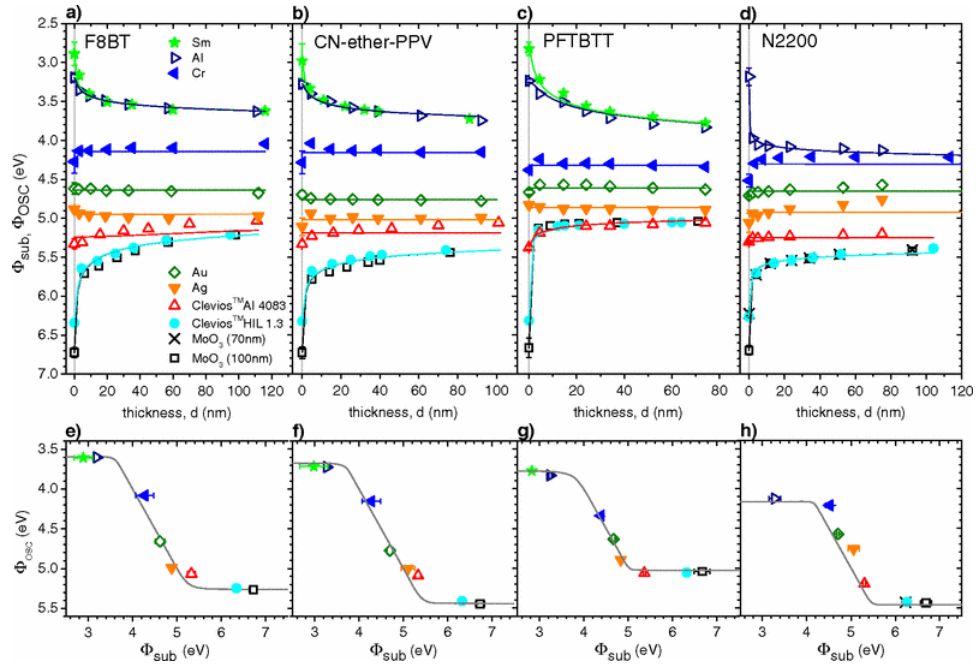 a) F8BT
b) CN-ether-PPV
c) PFTBTT
d) N2200
Sm
Al
Cr
Au
Ag
Clevios™AI 4083
Clevios™HIL 1.3
MoO₃ (70nm)
MoO₃ (100nm)
Φsub, ΦOSC (eV)
2.5
3.0
3.5
4.0
4.5
5.0
5.5
6.0
6.5
7.0
0 20 40 60 80 100 120
0 20 40 60 80 100
0 20 40 60 80
0 20 40 60 80 100 120
thickness, d (nm)
thickness, d (nm)
thickness, d (nm)
thickness, d (nm)
e)
f)
g)
h)
ΦOSC (eV)
3.5
4.0
4.5
5.0
5.5
3 4 5 6 7
3 4 5 6 7
3 4 5 6 7
3 4 5 6 7
Φsub (eV)
Φsub (eV)
Φsub (eV)
Φsub (eV)